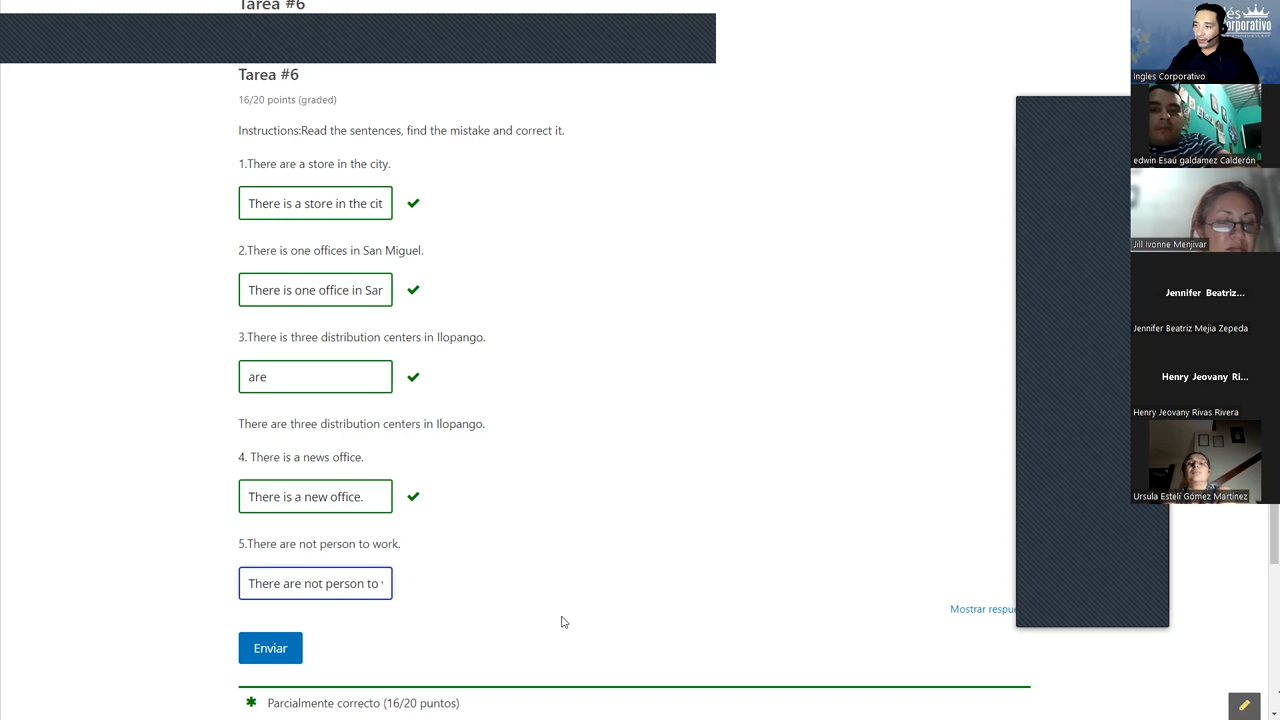 Tarea #6
Tarea #6
16/20 points (graded)
Instructions:Read the sentences, find the mistake and correct it.
1.There are a store in the city.
There is a store in the cit
2.There is one offices in San Miguel.
There is one office in Sar
3.There is three distribution centers in Ilopango.
are
There are three distribution centers in Ilopango.
4. There is a news office.
There is a new office.
5.There are not person to work.
There are not person to
Mostrar respu
Enviar
Parcialmente correcto (16/20 puntos)
és
orporativo
Ingles Corporativo
edwin Esaú galdamez Calderón
Jill Ivonne Menjivar
Jennifer Beatriz...
Jennifer Beatriz Mejia Zepeda
Henry Jeovany Ri...
Henry Jeovany Rivas Rivera
Ursula Estelí Gómez Martinez